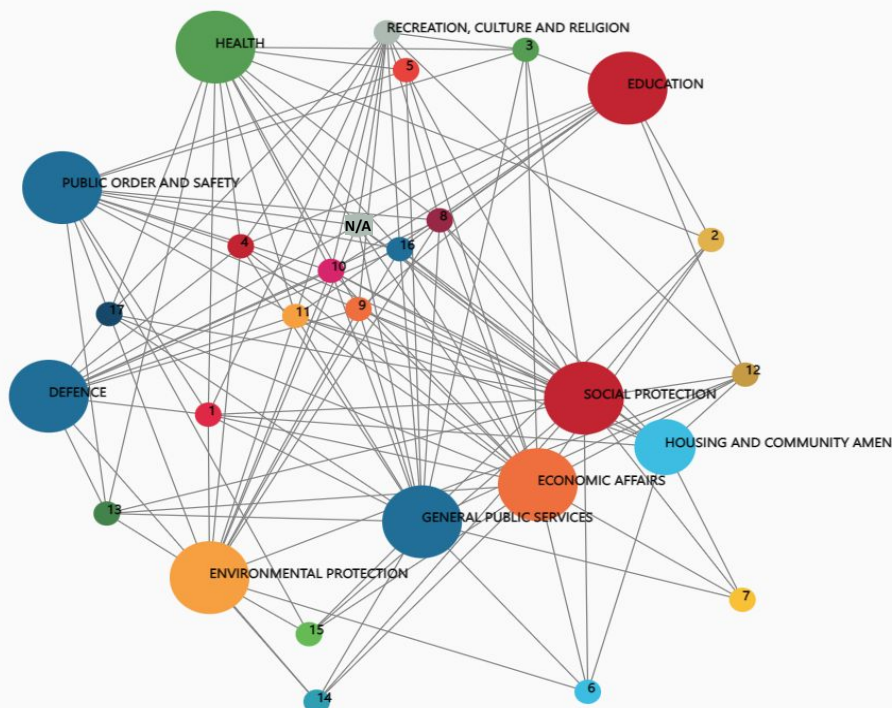 RECREATION, CULTURE AND RELIGION
HEALTH
3
5
EDUCATION
PUBLIC ORDER AND SAFETY
8
N/A
2
4
16
10
9
11
17
12
DEFENCE
SOCIAL PROTECTION
1
HOUSING AND COMMUNITY AMEN
ECONOMIC AFFAIRS
13
GENERAL PUBLIC SERVICES
ENVIRONMENTAL PROTECTION
7
15
6
14